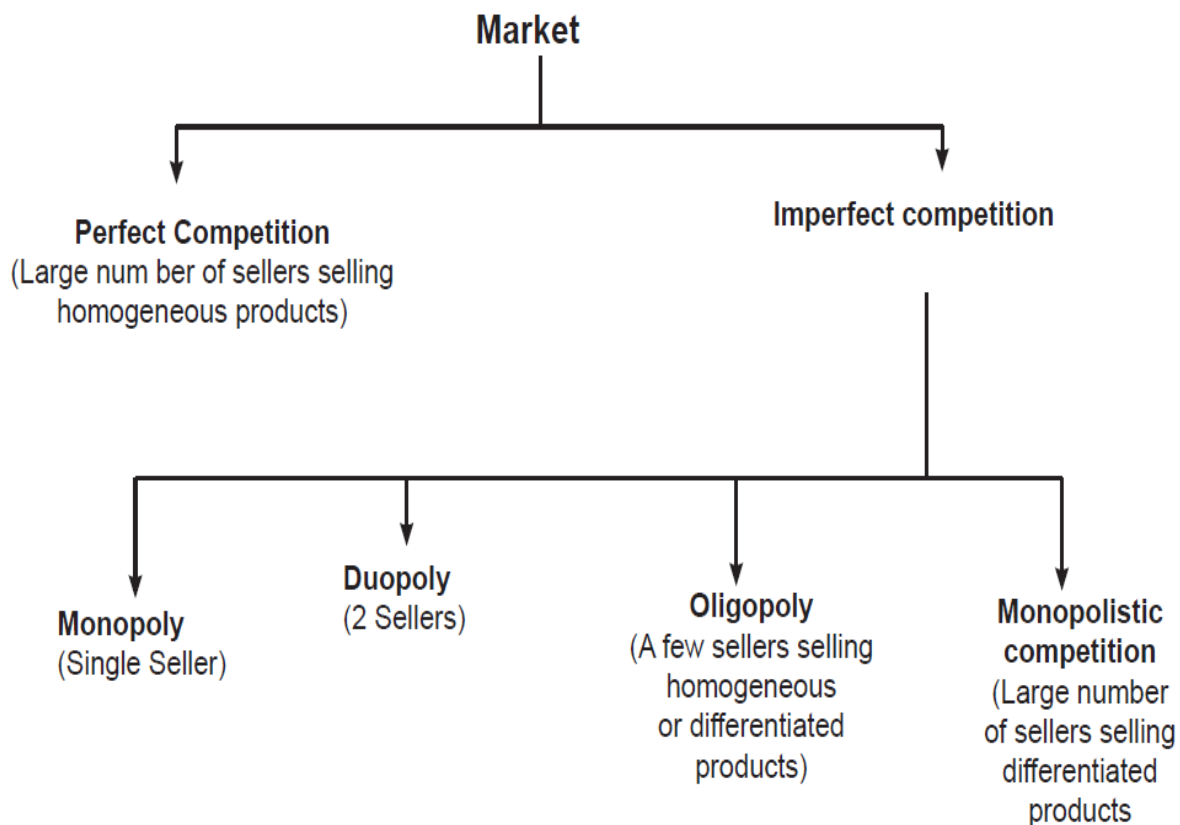 Market
Perfect Competition
(Large num ber of sellers selling
homogeneous products)
Imperfect competition
Monopoly
(Single Seller)
Duopoly
(2 Sellers)
Oligopoly
(A few sellers selling
homogeneous
or differentiated
products)
Monopolistic
competition
(Large number
of sellers selling
differentiated
products